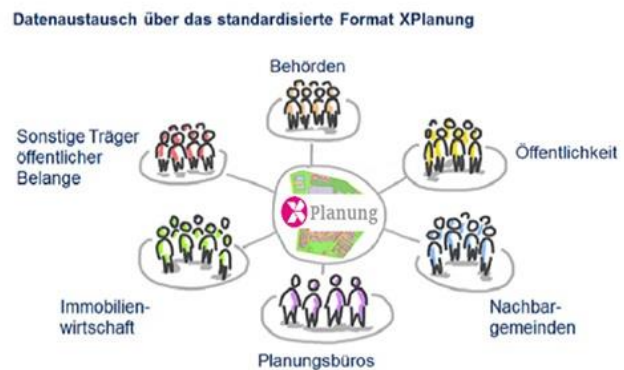 Datenaustausch über das standardisierte Format XPlanung
Behörden
Sonstige Träger
öffentlicher
Belange
Öffentlichkeit
X Planung
Immobilien-
wirtschaft
Nachbar-
gemeinden
Planungsbüros